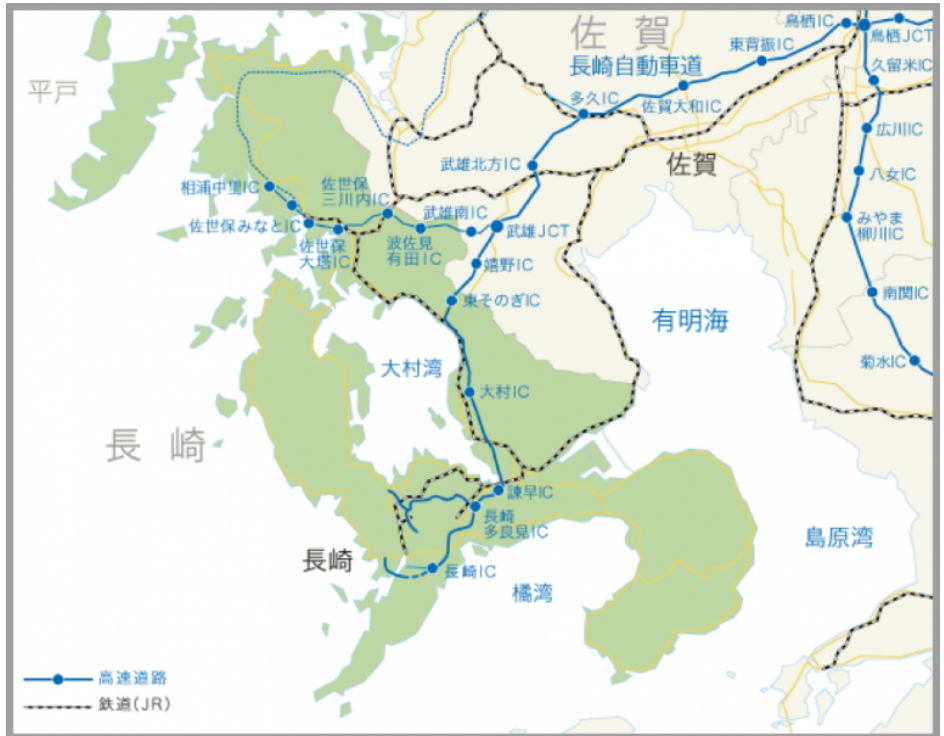 佐 賀
鳥栖IC
鳥栖JCT
東背振IC
長崎自動車道
久留米IC
平戸
多久IC
佐賀大和IC
広川IC
武雄北方IC
佐賀
八女IC
相浦中里IC
佐世保
三川内IC
武雄南IC
みやま
柳川IC
佐世保みなとIC
武雄JCT
佐世保
大塔IC
波佐見
有田IC
嬉野IC
南関IC
東そのぎIC
有明海
大村湾
菊水IC
大村IC
長 崎
諫早IC
長崎
多良見IC
島原湾
長崎
長崎IC
橘湾
高速道路
鉄道(JR)